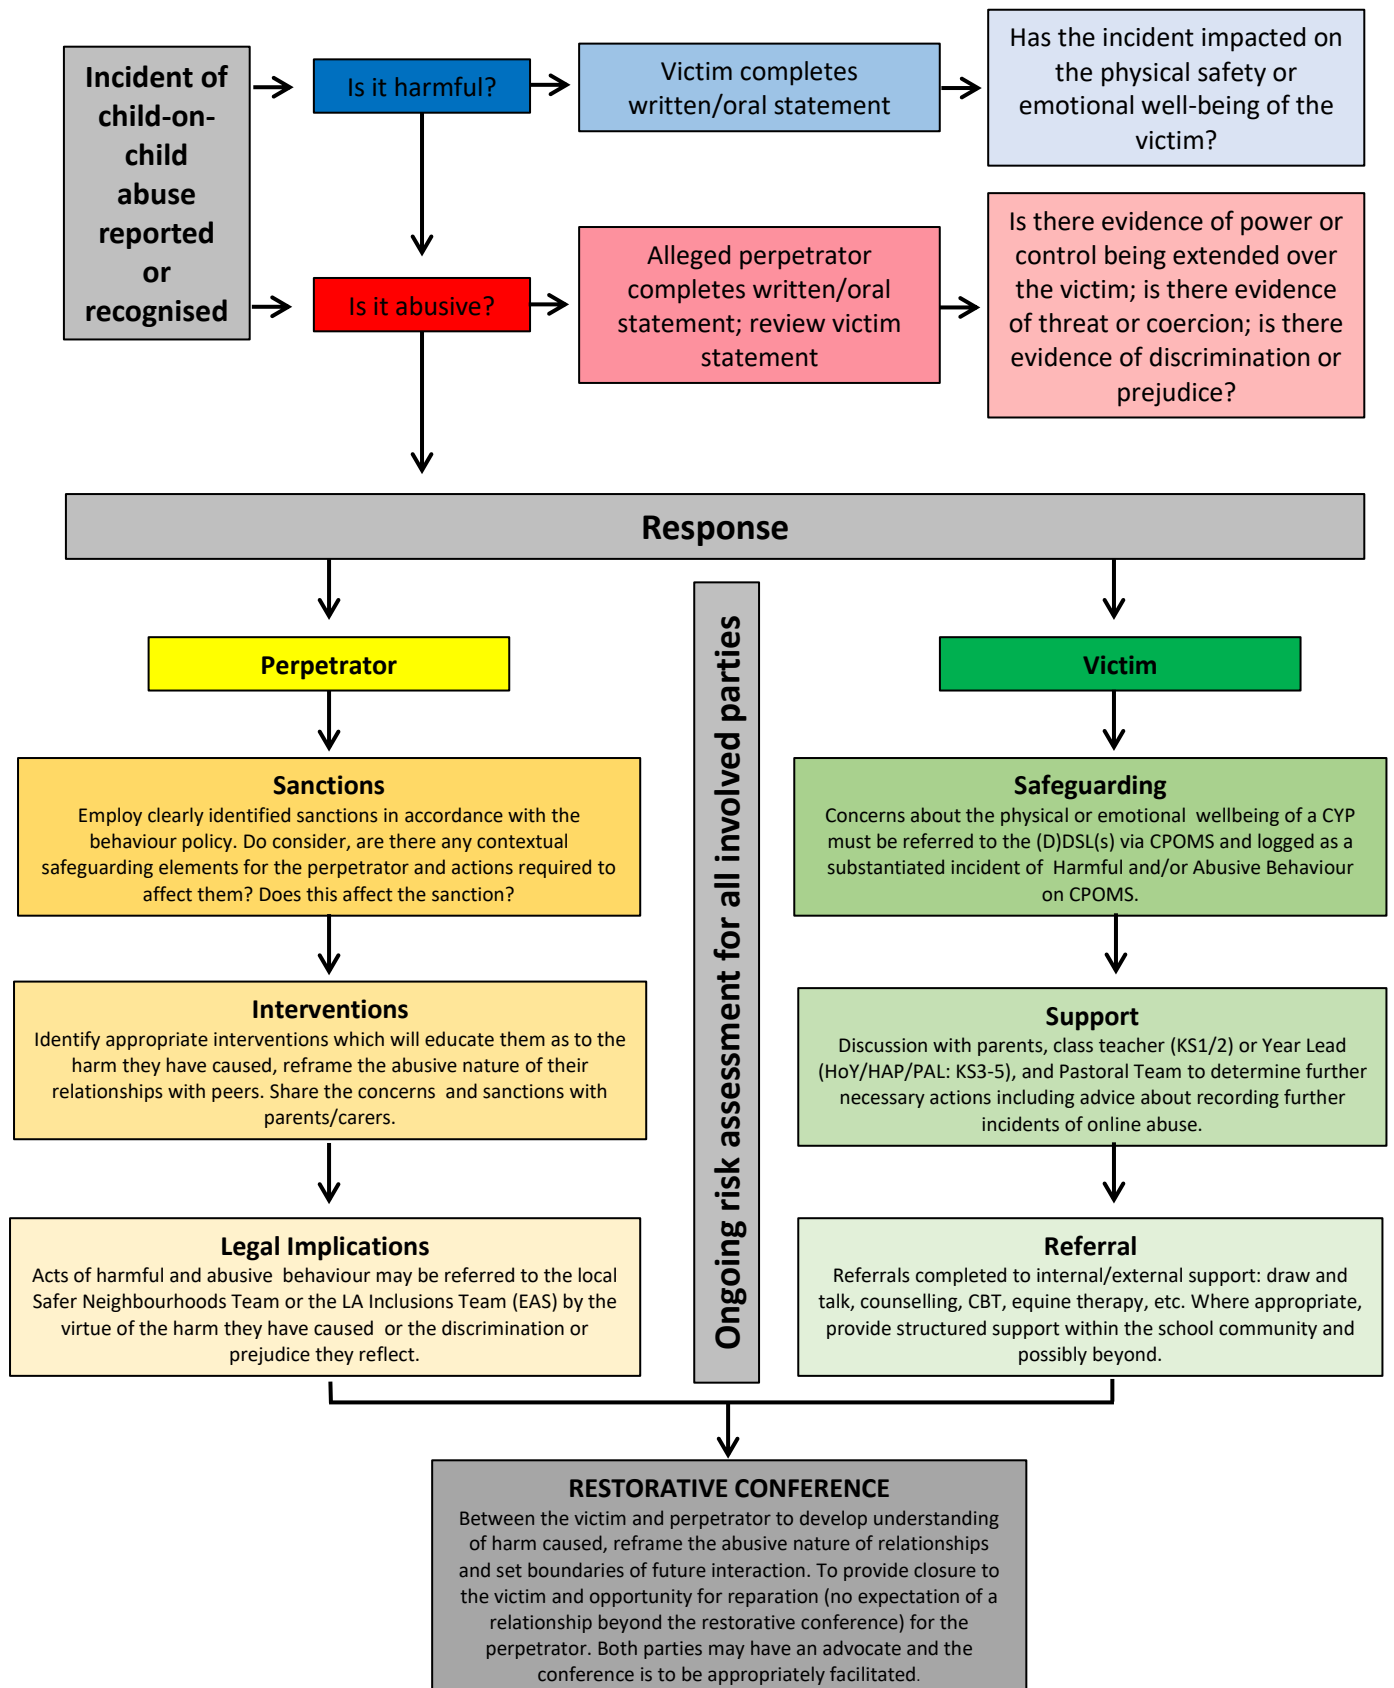 Incident of
child-on-
child
abuse
reported
or
recognised
Is it harmful?
Victim completes
written/oral statement
Has the incident impacted on
the physical safety or
emotional well-being of the
victim?
Is it abusive?
Alleged perpetrator
completes written/oral
statement; review victim
statement
Is there evidence of power or
control being extended over
the victim; is there evidence
of threat or coercion; is there
evidence of discrimination or
prejudice?
Response
Perpetrator
Sanctions
Employ clearly identified sanctions in accordance with the
behaviour policy. Do consider, are there any contextual
safeguarding elements for the perpetrator and actions required to
affect them? Does this affect the sanction?
Interventions
Identify appropriate interventions which will educate them as to the
harm they have caused, reframe the abusive nature of their
relationships with peers. Share the concerns and sanctions with
parents/carers.
Legal Implications
Acts of harmful and abusive behaviour may be referred to the local
Safer Neighbourhoods Team or the LA Inclusions Team (EAS) by the
virtue of the harm they have caused or the discrimination or
prejudice they reflect.
Ongoing risk assessment for all involved parties
Victim
Safeguarding
Concerns about the physical or emotional wellbeing of a CYP
must be referred to the (D)DSL(s) via CPOMS and logged as a
substantiated incident of Harmful and/or Abusive Behaviour
on CPOMS.
Support
Discussion with parents, class teacher (KS1/2) or Year Lead
(HoY/HAP/PAL: KS3-5), and Pastoral Team to determine further
necessary actions including advice about recording further
incidents of online abuse.
Referral
Referrals completed to internal/external support: draw and
talk, counselling, CBT, equine therapy, etc. Where appropriate,
provide structured support within the school community and
possibly beyond.
RESTORATIVE CONFERENCE
Between the victim and perpetrator to develop understanding
of harm caused, reframe the abusive nature of relationships
and set boundaries of future interaction. To provide closure to
the victim and opportunity for reparation (no expectation of a
relationship beyond the restorative conference) for the
perpetrator. Both parties may have an advocate and the
conference is to be appropriately facilitated.